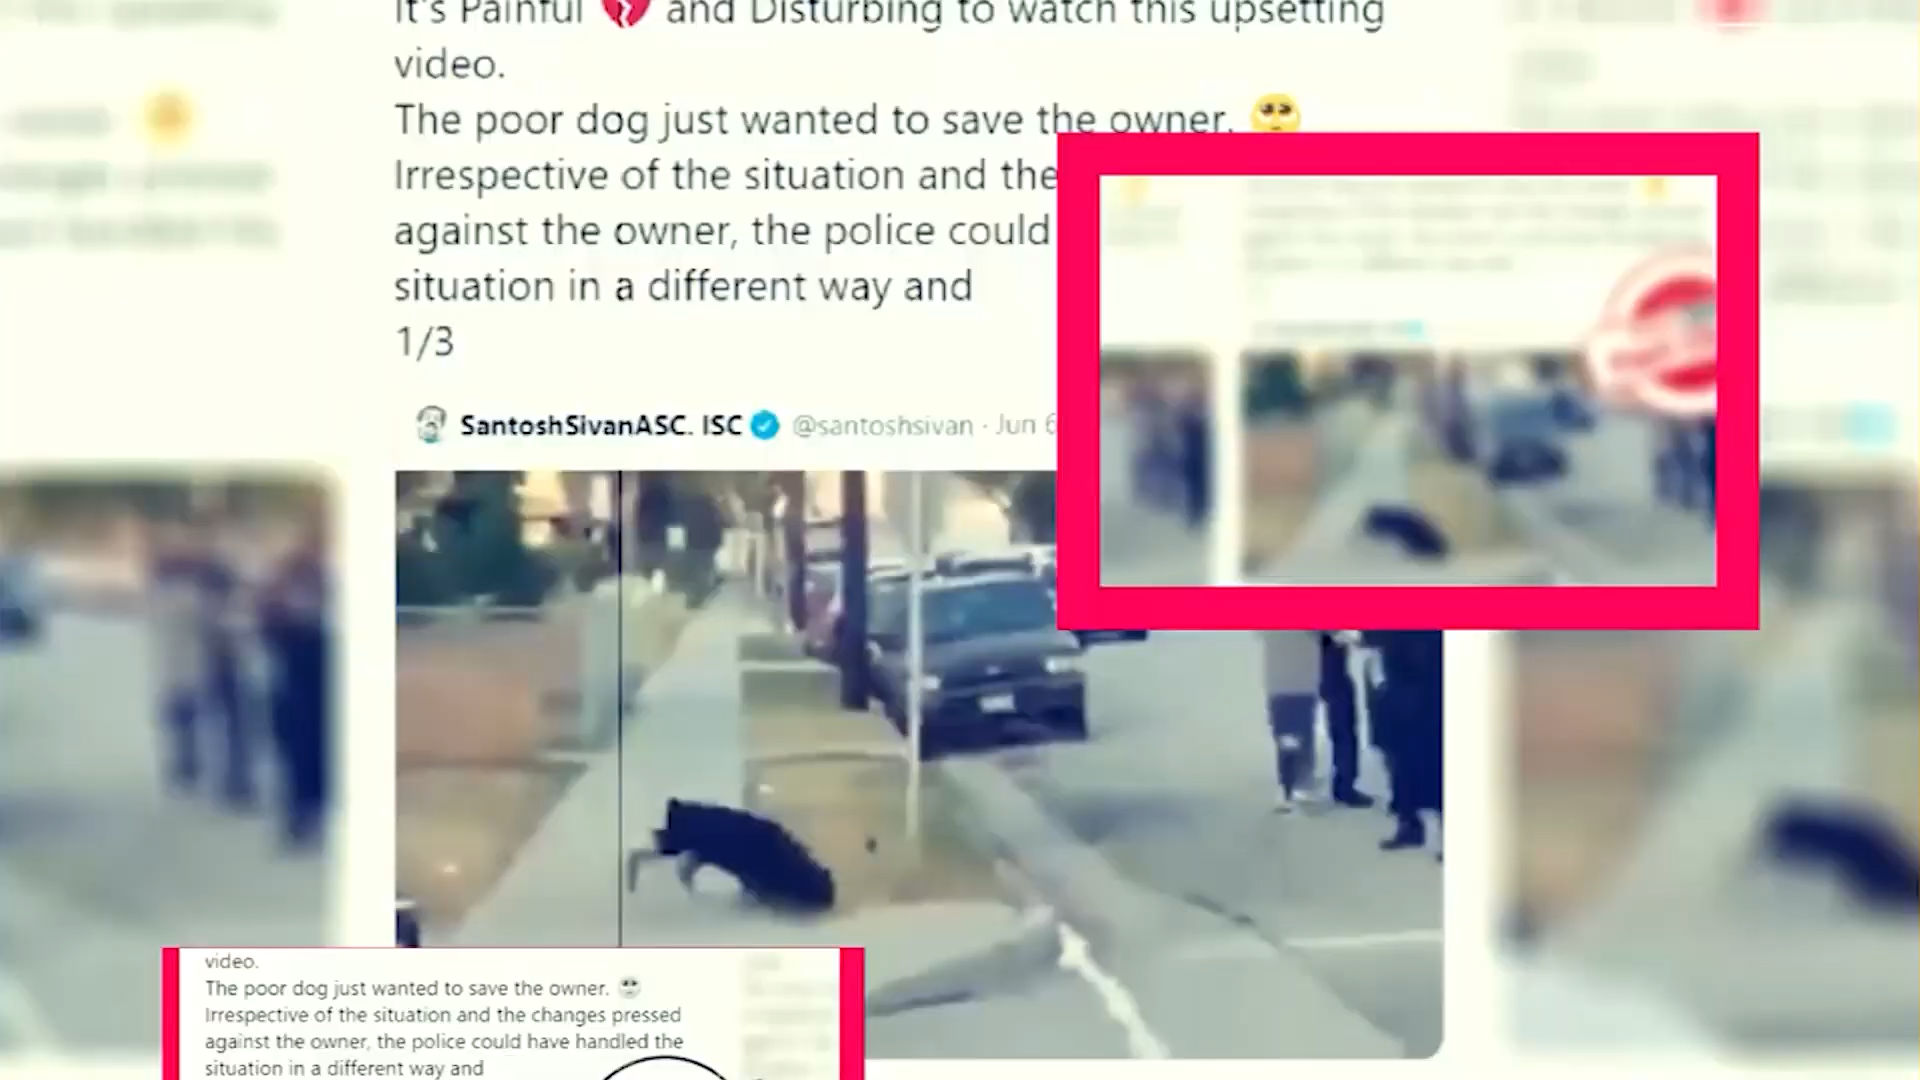 It's Painful 💔 and Disturbing to watch this upsetting
video.
The poor dog just wanted to save the owner. 🥺
Irrespective of the situation and the
against the owner, the police could
situation in a different way and
1/3
SantoshSivanASC. ISC @santoshsivan · Jun 6
video.
The poor dog just wanted to save the owner. 🥺
Irrespective of the situation and the changes pressed
against the owner, the police could have handled the
situation in a different way and